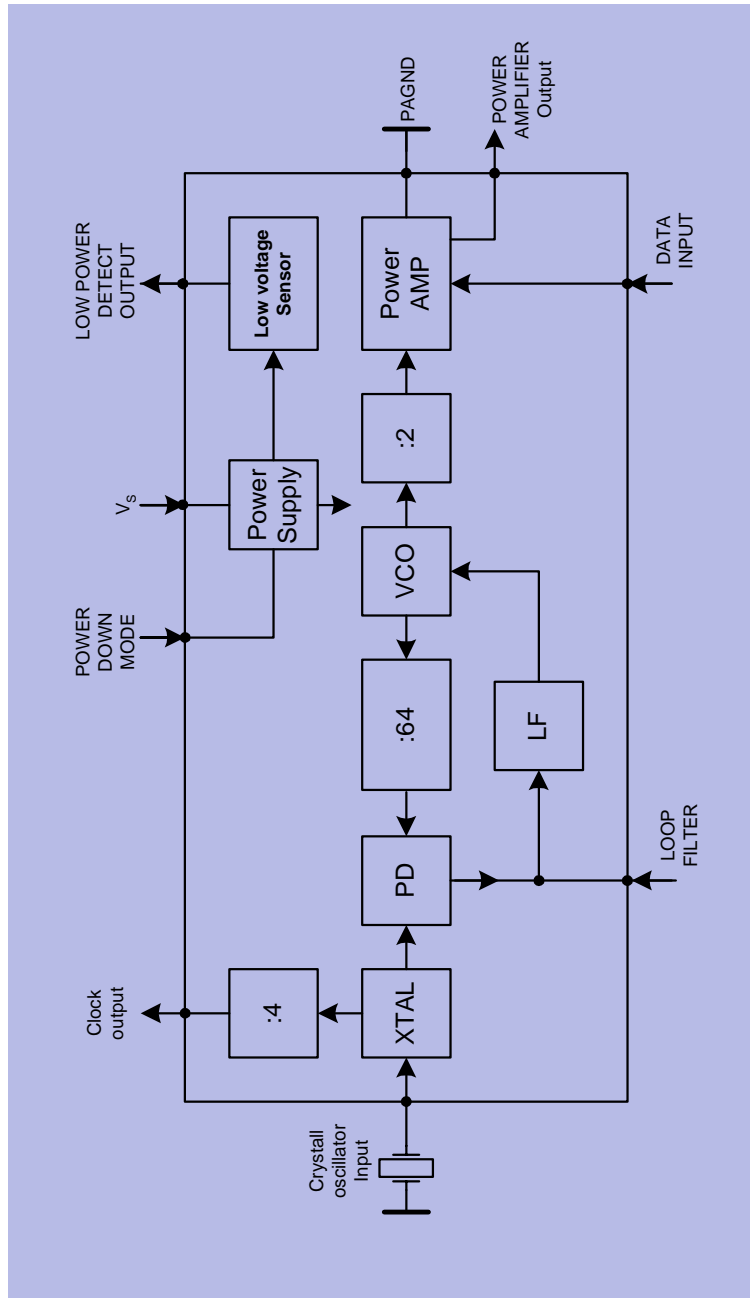 Clock
output
POWER
DOWN
MODE
V_S
LOW POWER
DETECT
OUTPUT
:4
Power
Supply
Low voltage
Sensor
Crystall
oscillator
Input
XTAL
PD
:64
VCO
:2
Power
AMP
PAGND
POWER
AMPLIFIER
Output
LF
LOOP
FILTER
DATA
INPUT